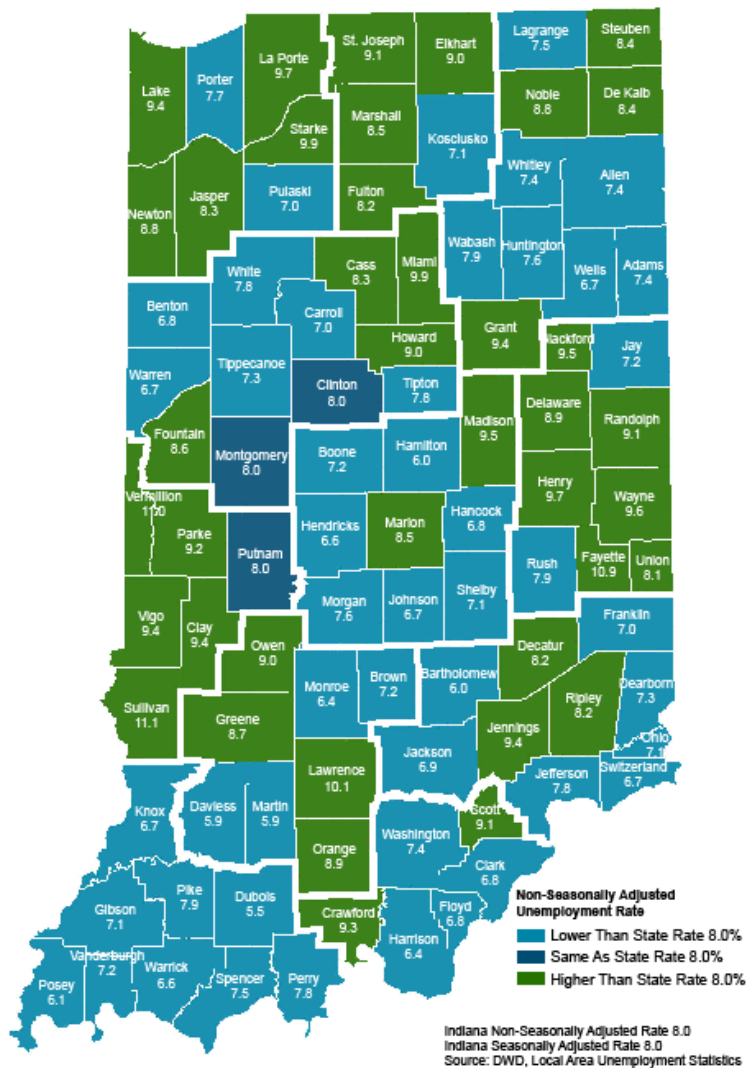 St. Joseph
9.1
Elkhart
9.0
Lagrange
7.5
Steuben
8.4
La Porte
9.7
Lake
9.4
Porter
7.7
Noble
8.8
De Kalb
8.4
Marshall
8.5
Starke
9.9
Kosciusko
7.1
Whitley
7.4
Allen
7.4
Pulaski
7.0
Fulton
8.2
Jasper
8.3
Newton
8.8
Wabash
7.9
Huntington
7.6
Wells
6.7
Adams
7.4
White
7.8
Cass
8.3
Miami
9.9
Benton
6.8
Carroll
7.0
Howard
9.0
Grant
9.4
Blackford
9.5
Jay
7.2
Warren
6.7
Tippecanoe
7.3
Clinton
8.0
Tipton
7.8
Madison
9.5
Delaware
8.9
Randolph
9.1
Fountain
8.6
Montgomery
8.0
Boone
7.2
Hamilton
6.0
Henry
9.7
Wayne
9.6
Vermillion
11.0
Parke
9.2
Putnam
8.0
Hendricks
6.6
Marion
8.5
Hancock
6.8
Rush
7.9
Fayette
10.9
Union
8.1
Vigo
9.4
Clay
9.4
Morgan
7.6
Johnson
6.7
Shelby
7.1
Franklin
7.0
Owen
9.0
Decatur
8.2
Monroe
6.4
Brown
7.2
Bartholomew
6.0
Ripley
8.2
Dearborn
7.3
Sullivan
11.1
Greene
8.7
Jennings
9.4
Ohio
7.1
Jackson
6.9
Lawrence
10.1
Jefferson
7.8
Switzerland
6.7
Knox
6.7
Daviess
5.9
Martin
5.9
Scott
9.1
Washington
7.4
Orange
8.9
Clark
6.8
Pike
7.9
Dubois
5.5
Gibson
7.1
Crawford
9.3
Floyd
6.8
Harrison
6.4
Vanderburgh
7.2
Warrick
6.6
Spencer
7.5
Perry
7.8
Posey
6.1
Non-Seasonally Adjusted
Unemployment Rate
Lower Than State Rate 8.0%
Same As State Rate 8.0%
Higher Than State Rate 8.0%
Indiana Non-Seasonally Adjusted Rate 8.0
Indiana Seasonally Adjusted Rate 8.0
Source: DWD, Local Area Unemployment Statistics